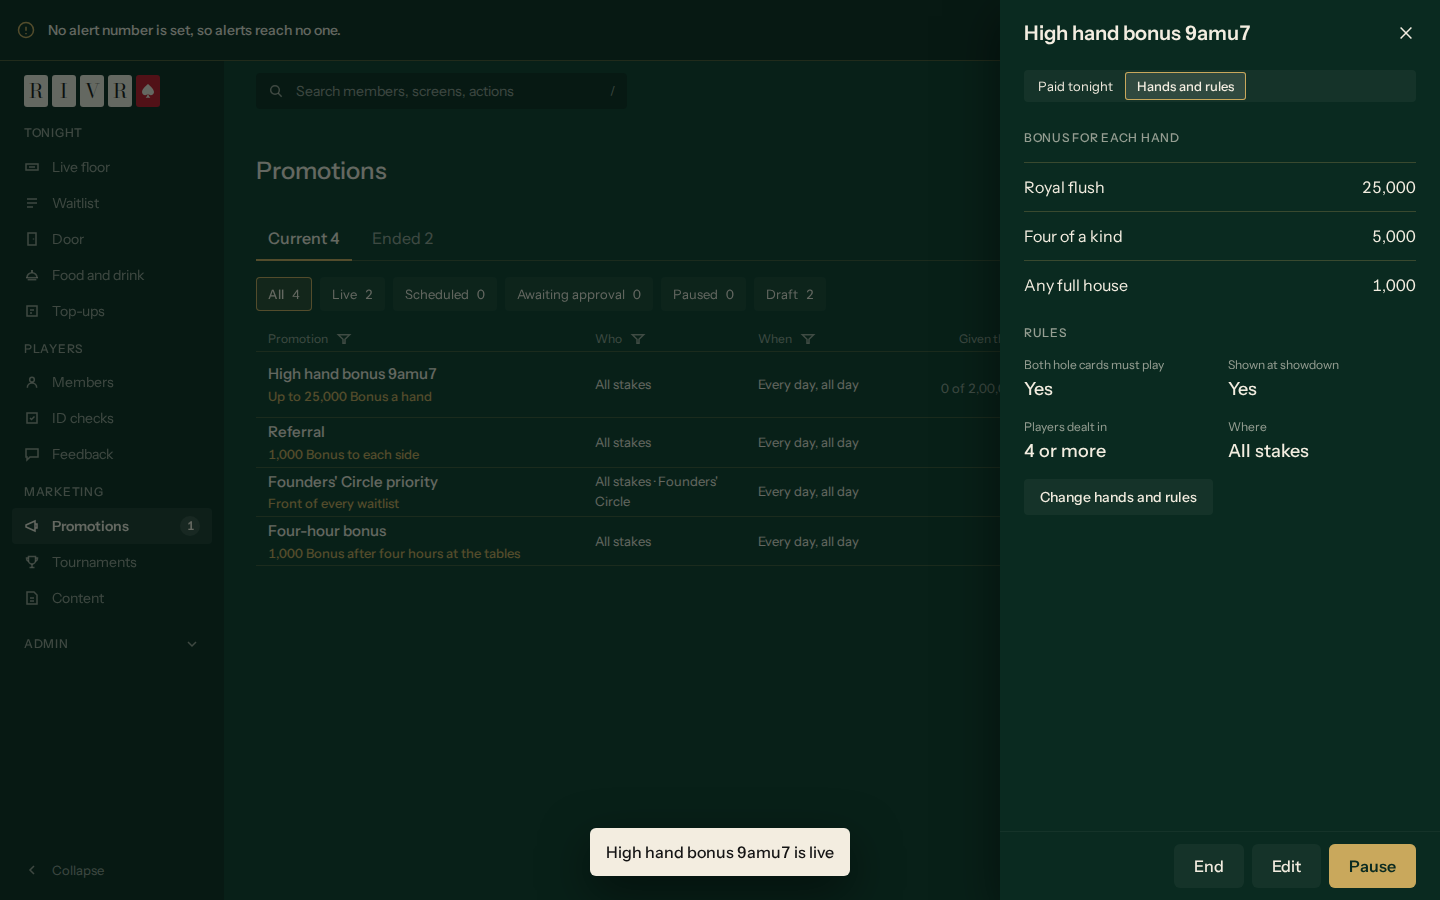 No alert number is set, so alerts reach no one.
RIVR
Search members, screens, actions /
TONIGHT
Live floor
Waitlist
Door
Food and drink
Top-ups
PLAYERS
Members
ID checks
Feedback
MARKETING
Promotions 1
Tournaments
Content
ADMIN
Collapse
Promotions
Current 4 Ended 2
All 4 Live 2 Scheduled 0 Awaiting approval 0 Paused 0 Draft 2
Promotion Who When Given
High hand bonus 9amu7
Up to 25,000 Bonus a hand
All stakes
Every day, all day
0 of 2,00,
Referral
1,000 Bonus to each side
All stakes
Every day, all day
Founders' Circle priority
Front of every waitlist
All stakes · Founders'
Circle
Every day, all day
Four-hour bonus
1,000 Bonus after four hours at the tables
All stakes
Every day, all day
High hand bonus 9amu7 is live
High hand bonus 9amu7
Paid tonight Hands and rules
BONUS FOR EACH HAND
Royal flush 25,000
Four of a kind 5,000
Any full house 1,000
RULES
Both hole cards must play Shown at showdown
Yes Yes
Players dealt in Where
4 or more All stakes
Change hands and rules
End Edit Pause